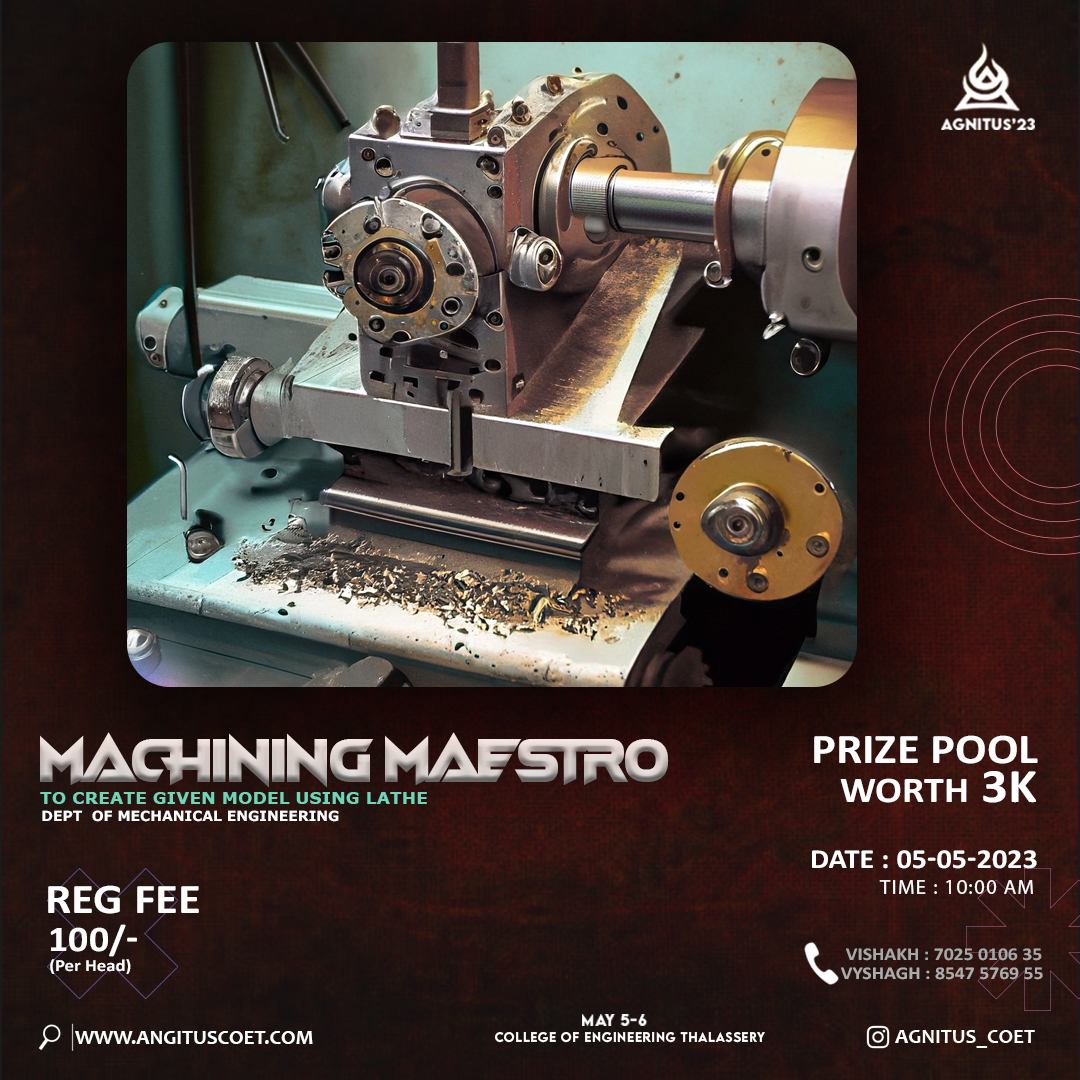 AGNITUS'23
MACHINING MAESTRO
TO CREATE GIVEN MODEL USING LATHE
DEPT OF MECHANICAL ENGINEERING
PRIZE POOL
WORTH 3K
DATE : 05-05-2023
TIME : 10:00 AM
REG FEE
100/-
(Per Head)
VISHAKH : 7025 0106 35
VYSHAGH : 8547 5769 55
WWW.ANGITUSCOET.COM
MAY 5-6
COLLEGE OF ENGINEERING THALASSERY
AGNITUS_COET